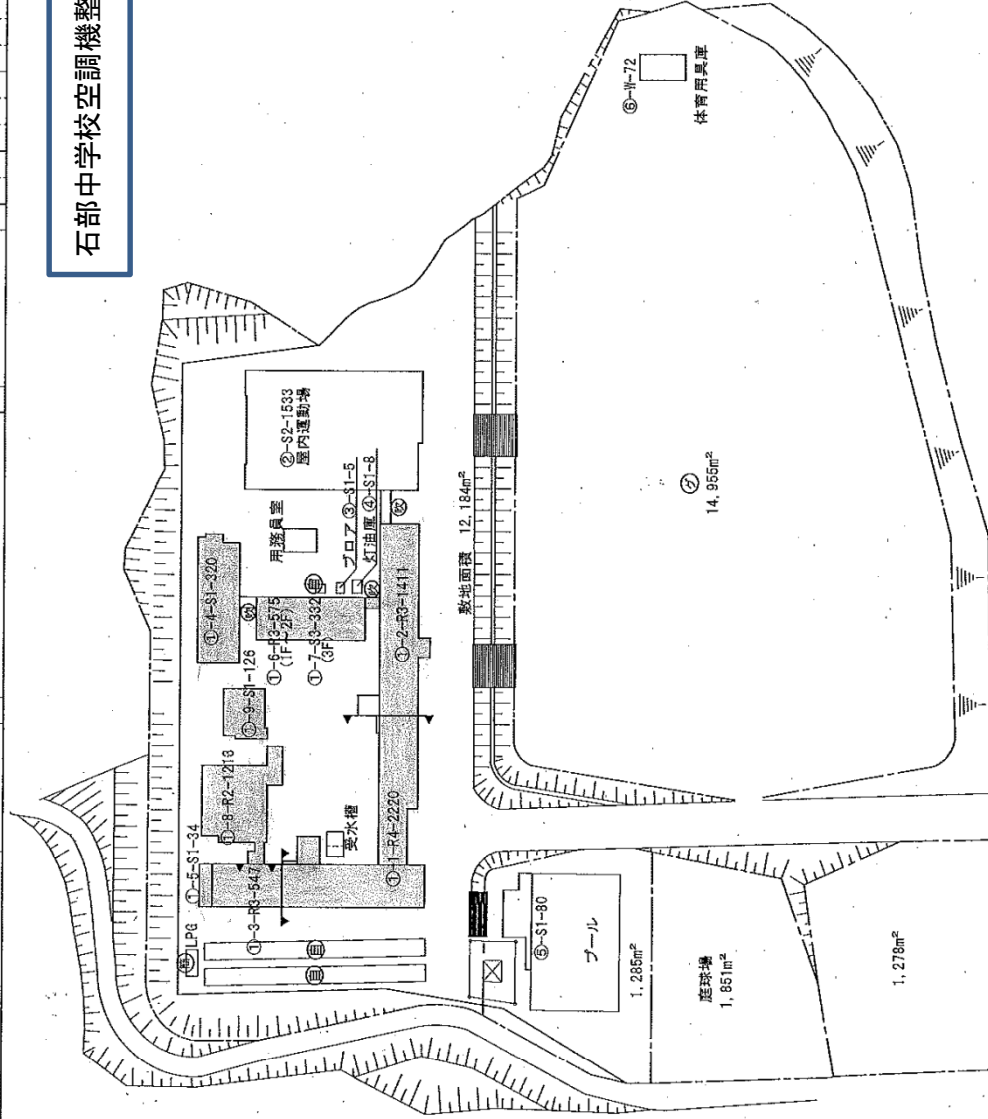 石部中学校空調機整
⑥-W-72
体育用具庫
②-S2-1533
屋内運動場
用務員室
ブロア ③-S1-5
灯油庫 ④-S1-8
①-4-S1-320
①-6-R3-575
(1F~2F)
①-7-S3-332
(3F)
①-2-R3-1411
①-9-S1-126
①-8-R2-1213
①-5-S1-34
LPG
①-3-R3-547
①-1-R4-2220
受水槽
自
自
敷地面積 12,184m²
14,955m²
⑤-S1-80
プール
1,285m²
庭球場
1,851m²
1,278m²